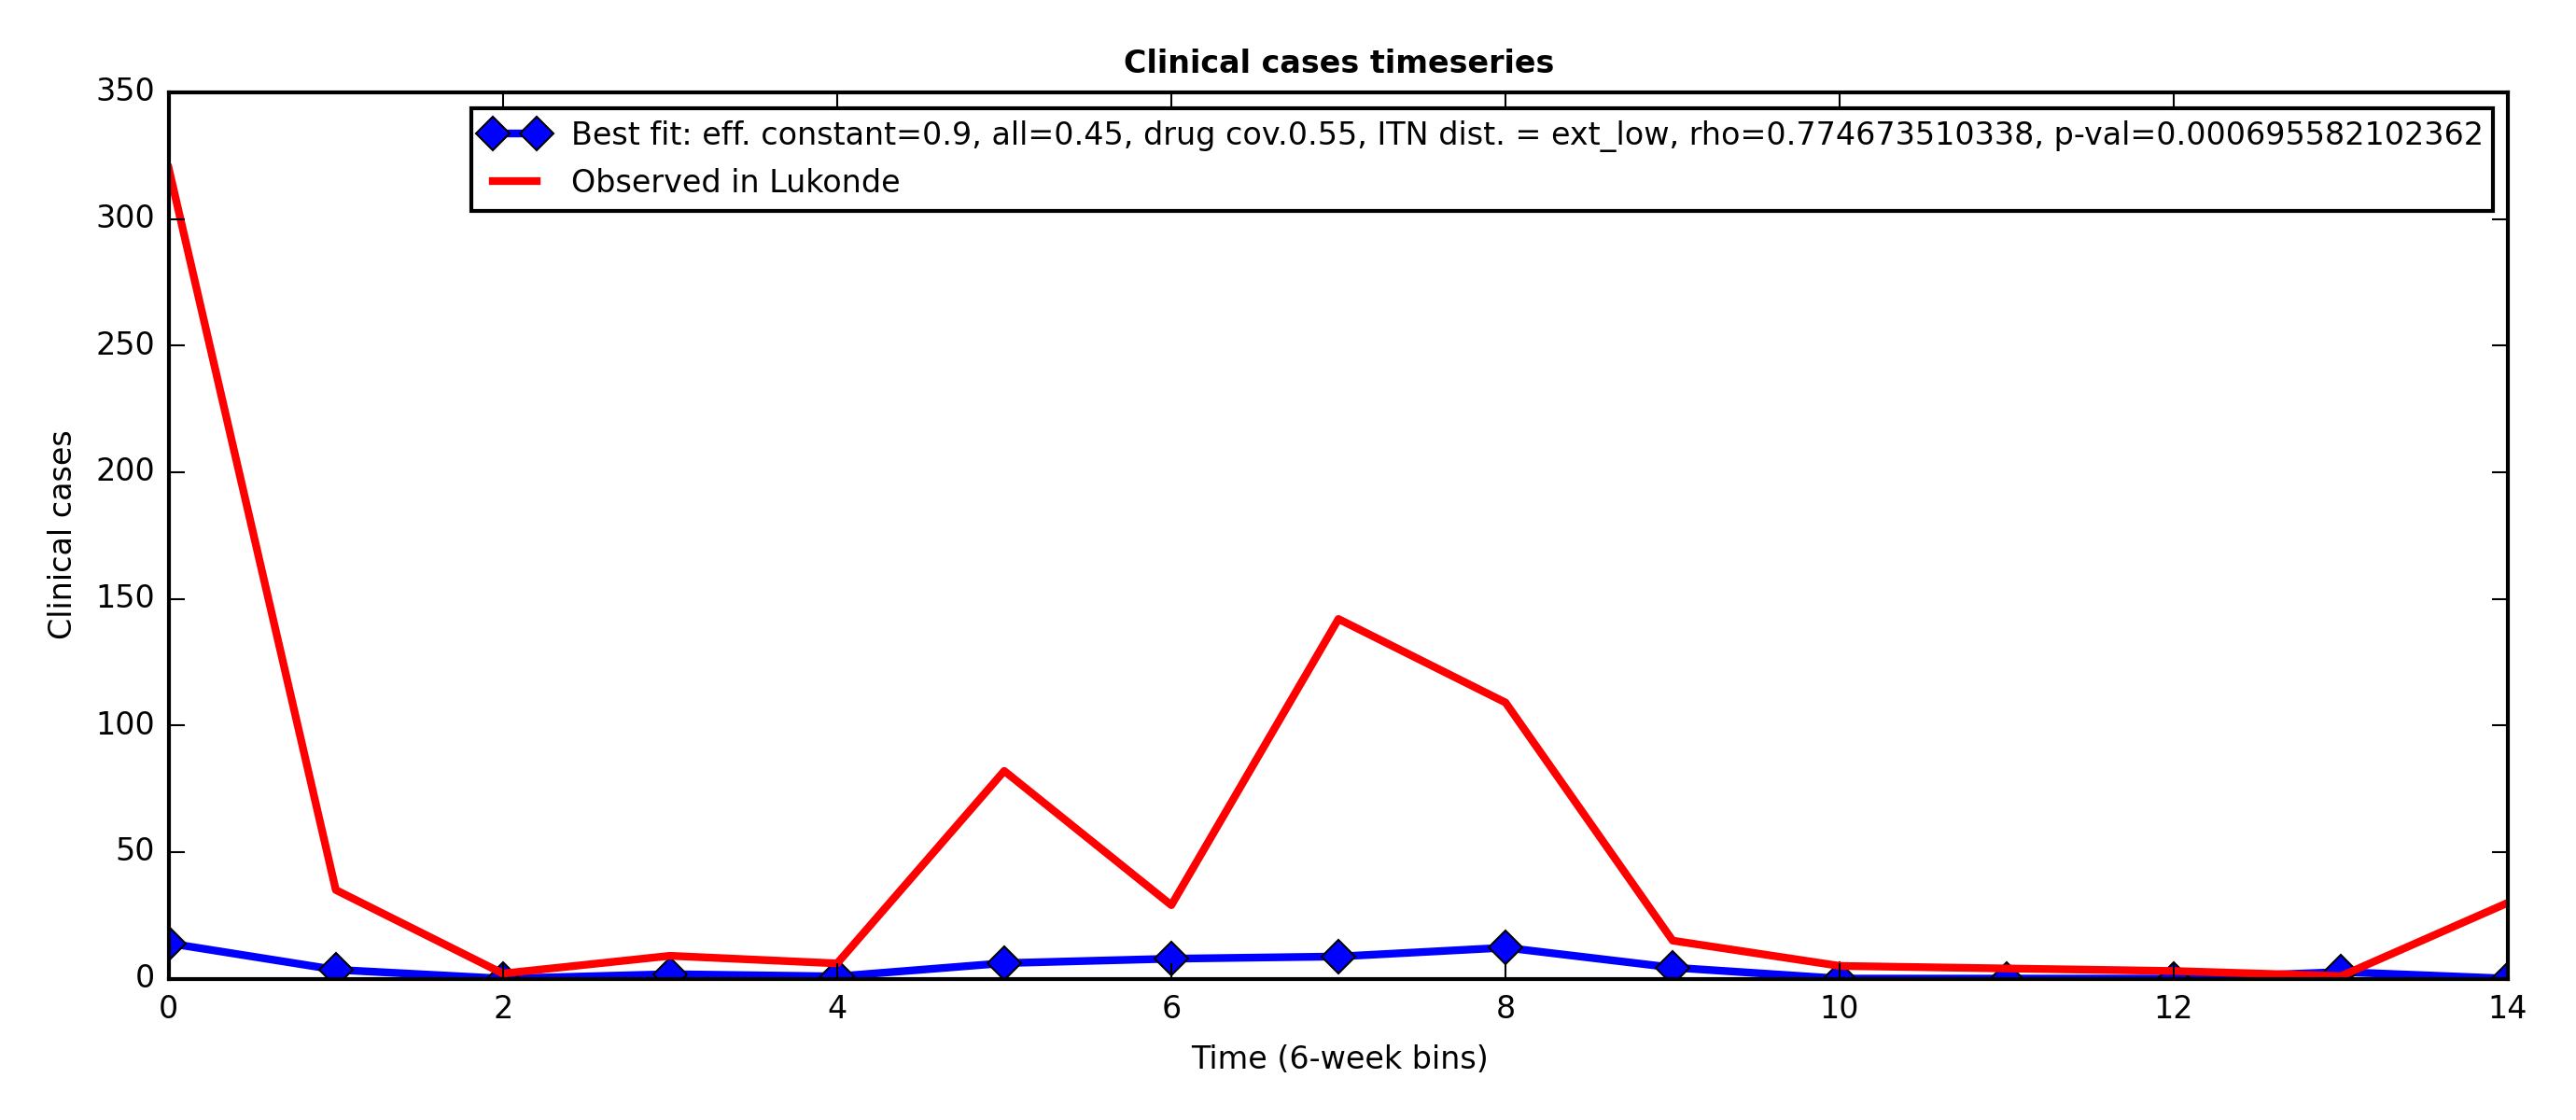 Clinical cases timeseries
350
300
250
200
150
100
50
0
Clinical cases
Best fit: eff. constant=0.9, all=0.45, drug cov.0.55, ITN dist. = ext_low, rho=0.774673510338, p-val=0.000695582102362
Observed in Lukonde
0 2 4 6 8 10 12 14
Time (6-week bins)